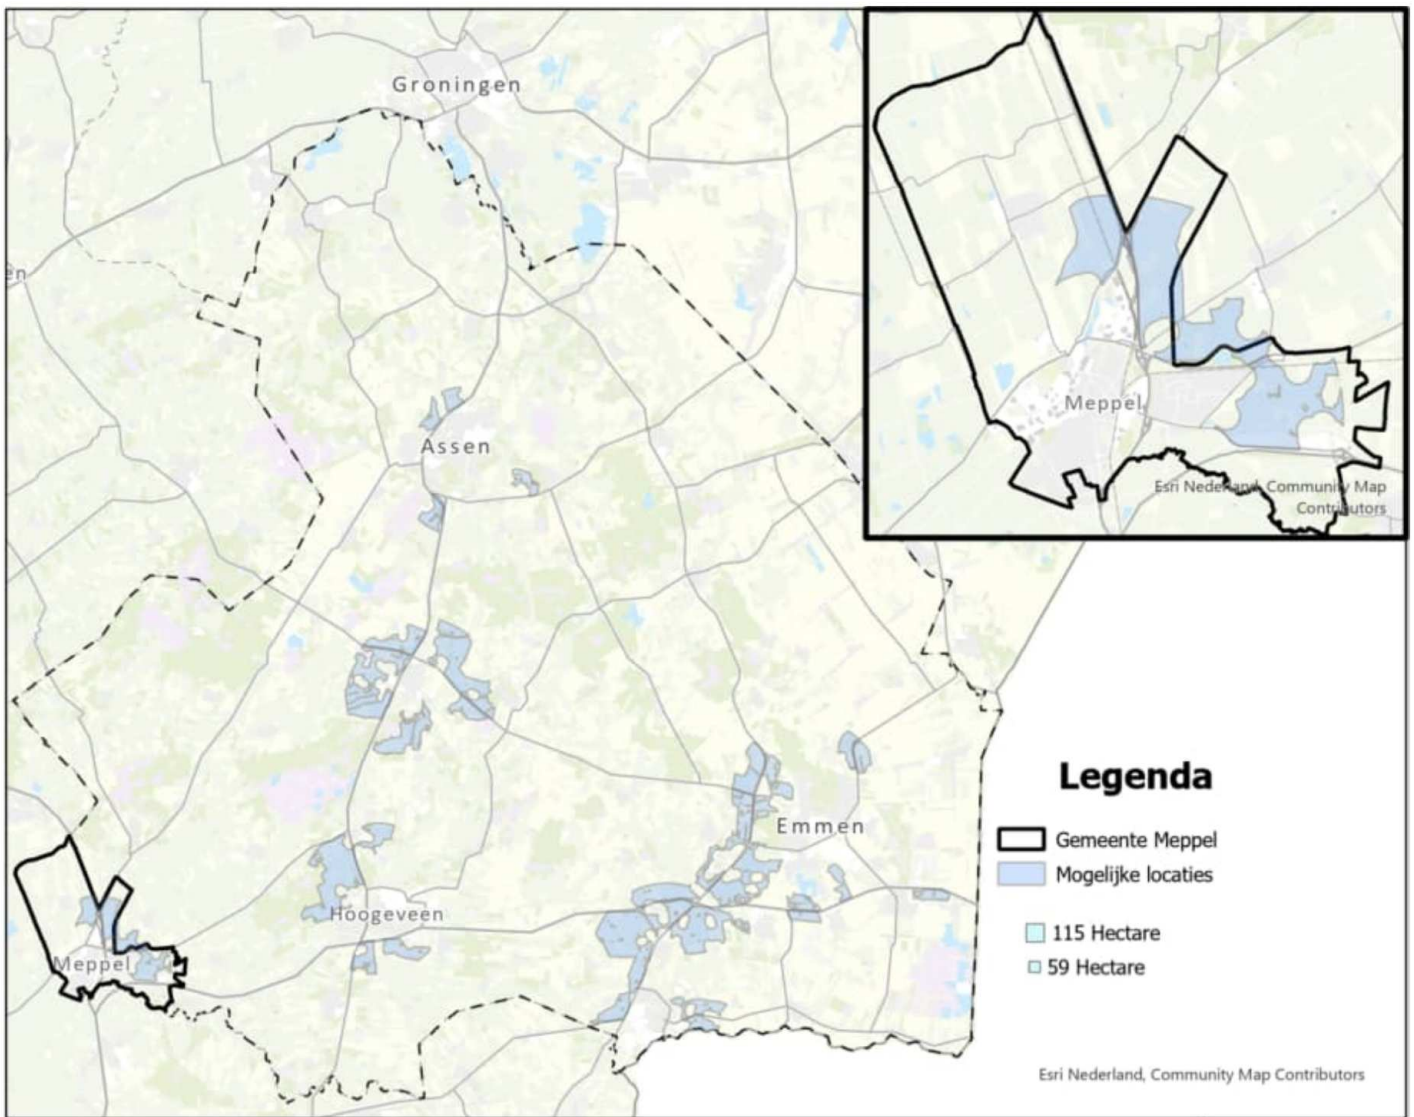 Groningen
ên
Assen
Emmen
Hoogeveen
Meppel
Meppel
Esri Nederland, Community Map
Contributors
Legenda
Gemeente Meppel
Mogelijke locaties
115 Hectare
59 Hectare
Esri Nederland, Community Map Contributors